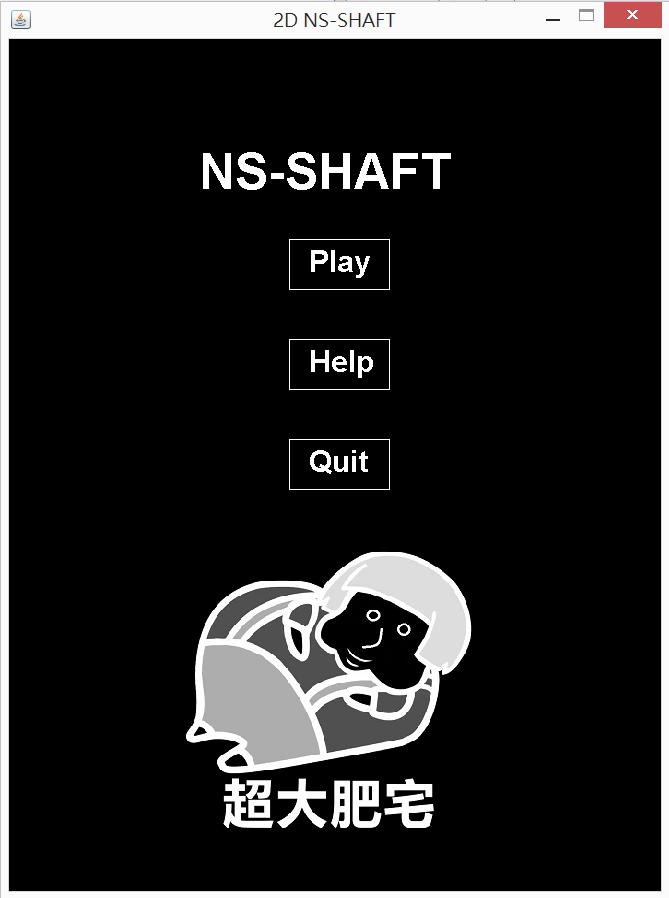 2D NS-SHAFT
NS-SHAFT
Play
Help
Quit
超大肥宅